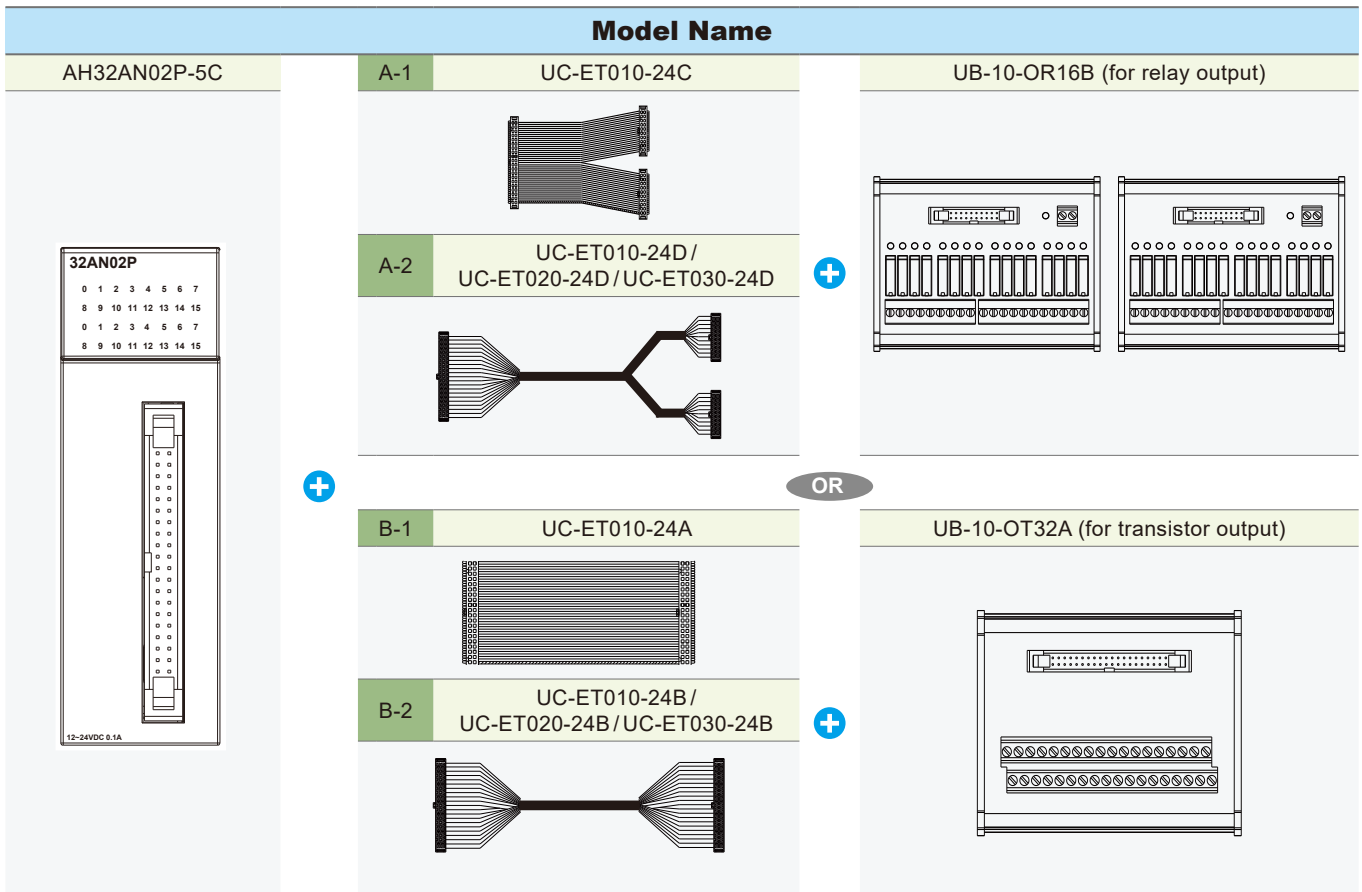 Model Name
AH32AN02P-5C
32AN02P
0 1 2 3 4 5 6 7
8 9 10 11 12 13 14 15
0 1 2 3 4 5 6 7
8 9 10 11 12 13 14 15
12~24VDC 0.1A
A-1 UC-ET010-24C
A-2 UC-ET010-24D /
UC-ET020-24D / UC-ET030-24D
UB-10-OR16B (for relay output)
OR
B-1 UC-ET010-24A
B-2 UC-ET010-24B /
UC-ET020-24B / UC-ET030-24B
UB-10-OT32A (for transistor output)